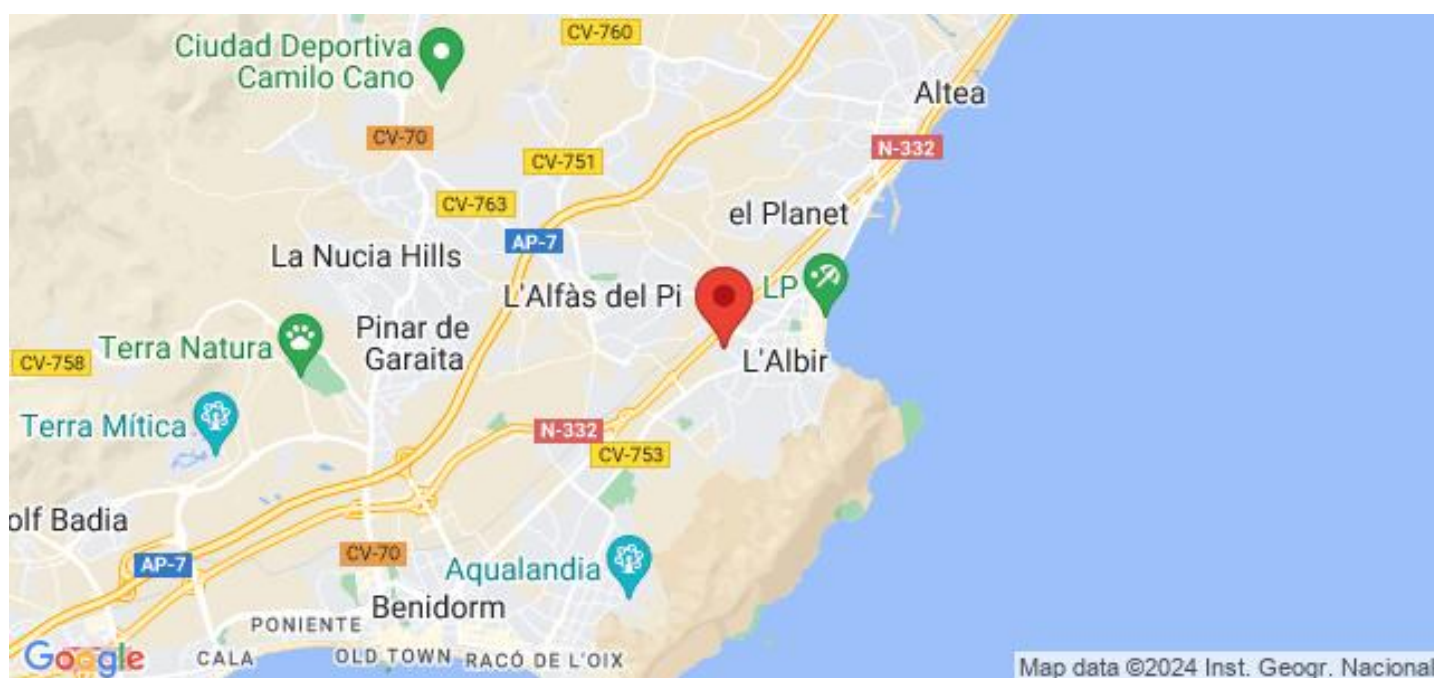 CV-760
Ciudad Deportiva
Camilo Cano
Altea
CV-70
N-332
CV-751
CV-763
el Planet
AP-7
La Nucia Hills
LP
L'Alfàs del Pi
Pinar de
Garaita
Terra Natura
CV-758
L'Albir
Terra Mítica
N-332
CV-753
olf Badia
CV-70
AP-7
Aqualandia
Benidorm
PONIENTE
Google
CALA
OLD TOWN
RACÓ DE L'OIX
Map data ©2024 Inst. Geogr. Nacional